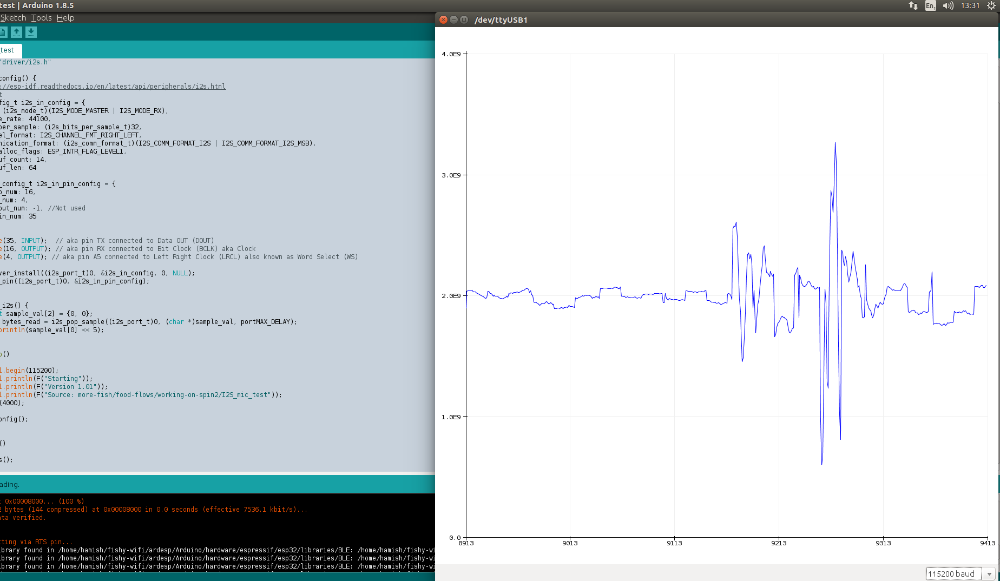 test | Arduino 1.8.5
En1
13:31
Sketch Tools Help
test
"driver/i2s.h"
config() {
://esp-idf.readthedocs.io/en/latest/api/peripherals/i2s.html
t
fig_t i2s_in_config = {
(i2s_mode_t)(I2S_MODE_MASTER | I2S_MODE_RX),
e_rate: 44100,
per_sample: (i2s_bits_per_sample_t)32,
el_format: I2S_CHANNEL_FMT_RIGHT_LEFT,
nication_format: (i2s_comm_format_t)(I2S_COMM_FORMAT_I2S | I2S_COMM_FORMAT_I2S_MSB),
alloc_flags: ESP_INTR_FLAG_LEVEL1,
uf_count: 14,
uf_len: 64
_config_t i2s_in_pin_config = {
o_num: 16,
_num: 4,
out_num: -1, //Not used
in_num: 35
e(35, INPUT);  // aka pin TX connected to Data OUT (DOUT)
e(16, OUTPUT); // aka pin RX connected to Bit Clock (BCLK) aka Clock
e(4, OUTPUT); // aka pin A5 connected to Left Right Clock (LRCL) also known as Word Select (WS)
ver_install((i2s_port_t)0, &i2s_in_config, 0, NULL);
_pin((i2s_port_t)0, &i2s_in_pin_config);
_i2s() {
t sample_val[2] = {0, 0};
bytes_read = i2s_pop_sample((i2s_port_t)0, (char *)sample_val, portMAX_DELAY);
println(sample_val[0] << 5);
p()
l.begin(115200);
l.println(F("Starting"));
l.println(F("Version 1.01"));
l.println(F("Source: more-fish/food-flows/working-on-spin2/I2S_mic_test"));
(4000);
onfig();
()
s();
ading.
t 0x00008000... (100 %)
2 bytes (144 compressed) at 0x00008000 in 0.0 seconds (effective 7536.1 kbit/s)...
ata verified.
tting via RTS pin...
ibrary found in /home/hamish/fishy-wifi/ardesp/Arduino/hardware/espressif/esp32/libraries/BLE: /home/hamish/fishy-wi
ibrary found in /home/hamish/fishy-wifi/ardesp/Arduino/hardware/espressif/esp32/libraries/BLE: /home/hamish/fishy-wi
ibrary found in /home/hamish/fishy-wifi/ardesp/Arduino/hardware/espressif/esp32/libraries/BLE: /home/hamish/fishy-wi
/dev/ttyUSB1
4.0E9
3.0E9
2.0E9
1.0E9
0.0
8913 9013 9113 9213 9313 9413
115200 baud